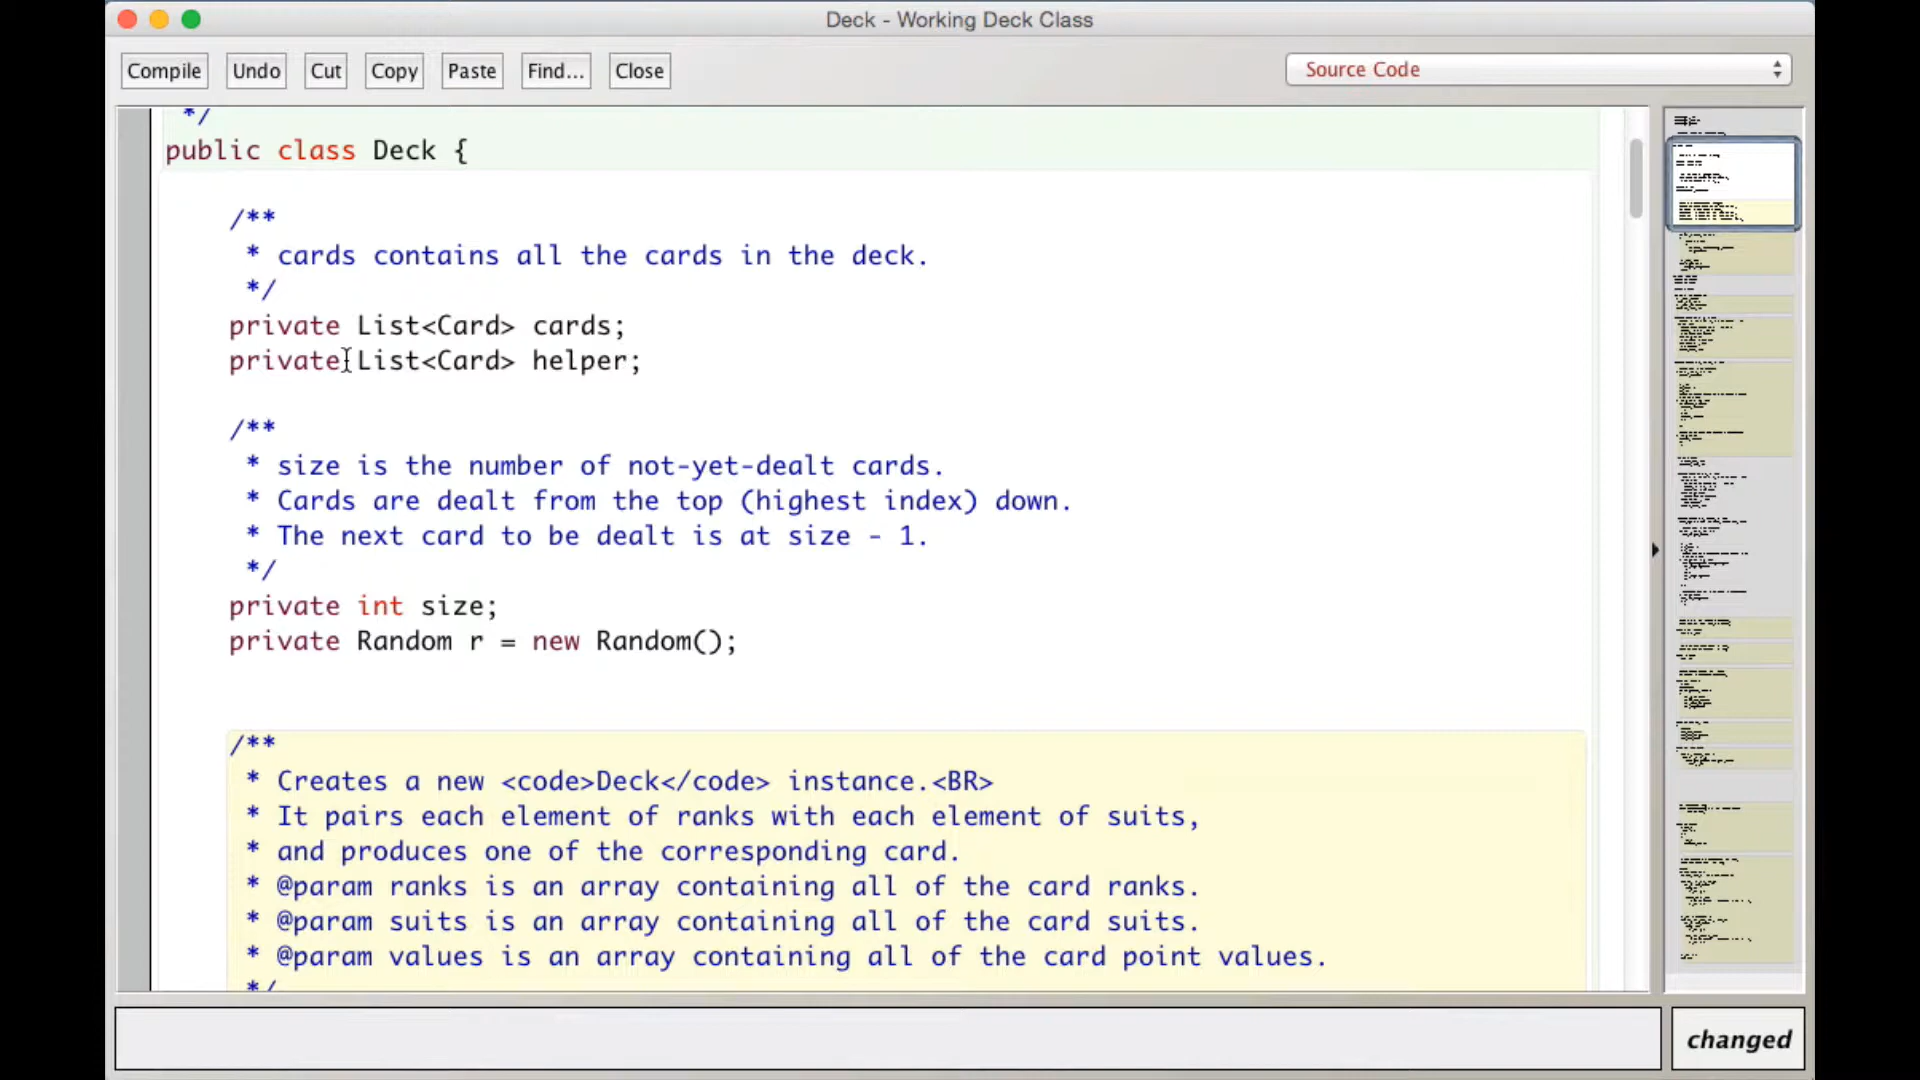 Deck - Working Deck Class
Compile Undo Cut Copy Paste Find... Close Source Code
*/
public class Deck {
/**
* cards contains all the cards in the deck.
*/
private List<Card> cards;
private List<Card> helper;
/**
* size is the number of not-yet-dealt cards.
* Cards are dealt from the top (highest index) down.
* The next card to be dealt is at size - 1.
*/
private int size;
private Random r = new Random();
/**
* Creates a new <code>Deck</code> instance.<BR>
* It pairs each element of ranks with each element of suits,
* and produces one of the corresponding card.
* @param ranks is an array containing all of the card ranks.
* @param suits is an array containing all of the card suits.
* @param values is an array containing all of the card point values.
*/
changed